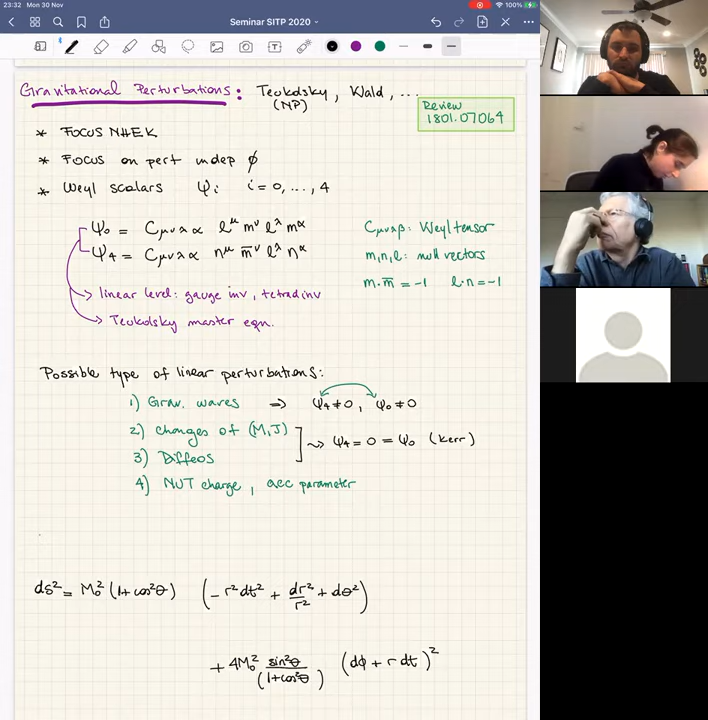 23:32 Mon 30 Nov
100%
Seminar SITP 2020
Gravitational Perturbations: Teukolsky, Wald, ...
(NP)
Review
1801.07064
* FOCUS NHEK
* Focus on pert indep ϕ
* Weyl scalars ψᵢ i = 0, ..., 4
ψ₀ = Cμνλα l^μ m^ν l^λ m^α
ψ₄ = Cμνλα n^μ m̅^ν l^λ n^α
Cμνλβ: Weyl tensor
m,n,l: null vectors
m·m̅ = -1 l·n = -1
→ linear level: gauge inv, tetrad inv
→ Teukolsky master eqn.
Possible type of linear perturbations:
1) Grav. waves ⇒ ψ₄≠0, ψ₀≠0
2) Changes of (M,J)
⇝ ψ₄ = 0 = ψ₀ (kerr)
3) Diffeos
4) NUT charge, acc parameter
ds² = M₀² (1+cos²θ) (-r²dt² + dr²/r² + dθ²)
+ 4M₀² sin²θ/(1+cos²θ) (dϕ + r dt)²